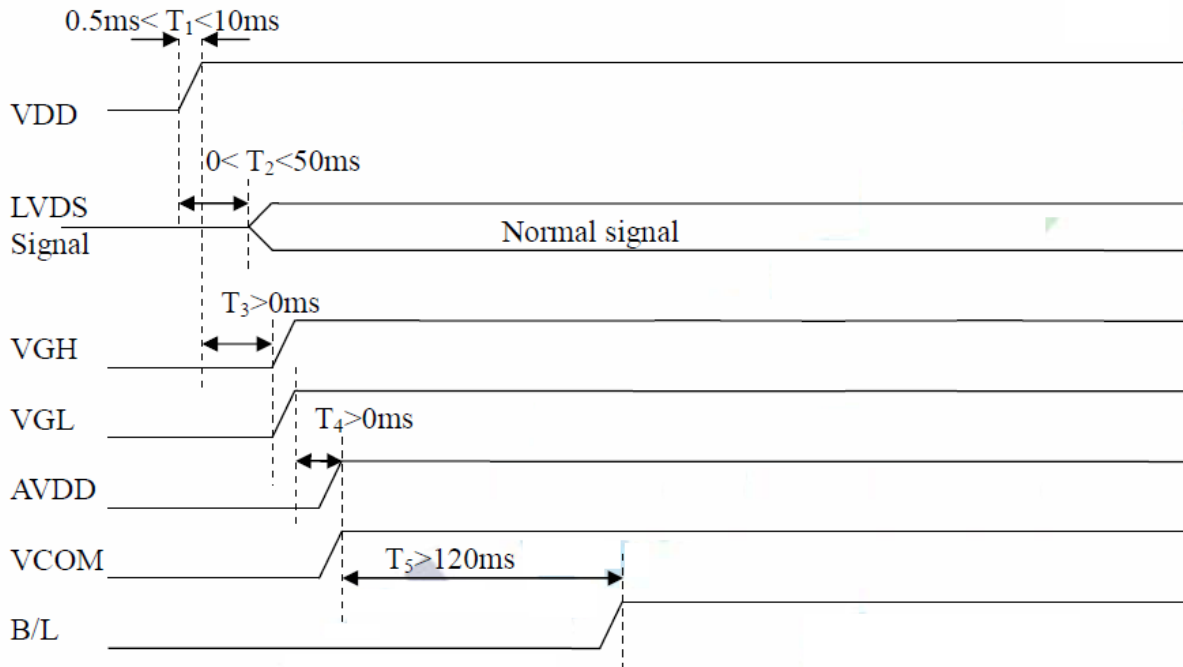 0.5ms< T₁<10ms
VDD
0< T₂<50ms
LVDS
Signal
Normal signal
T₃>0ms
VGH
VGL
T₄>0ms
AVDD
VCOM
T₅>120ms
B/L